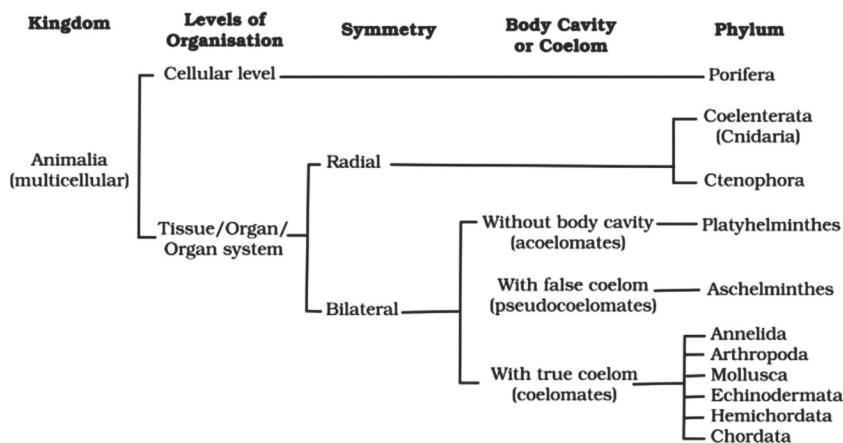 Kingdom
Levels of
Organisation
Symmetry
Body Cavity
or Coelom
Phylum
Cellular level
Porifera
Animalia
(multicellular)
Coelenterata
(Cnidaria)
Radial
Ctenophora
Tissue/Organ/
Organ system
Without body cavity
(acoelomates)
Platyhelminthes
Bilateral
With false coelom
(pseudocoelomates)
Aschelminthes
With true coelom
(coelomates)
Annelida
Arthropoda
Mollusca
Echinodermata
Hemichordata
Chordata